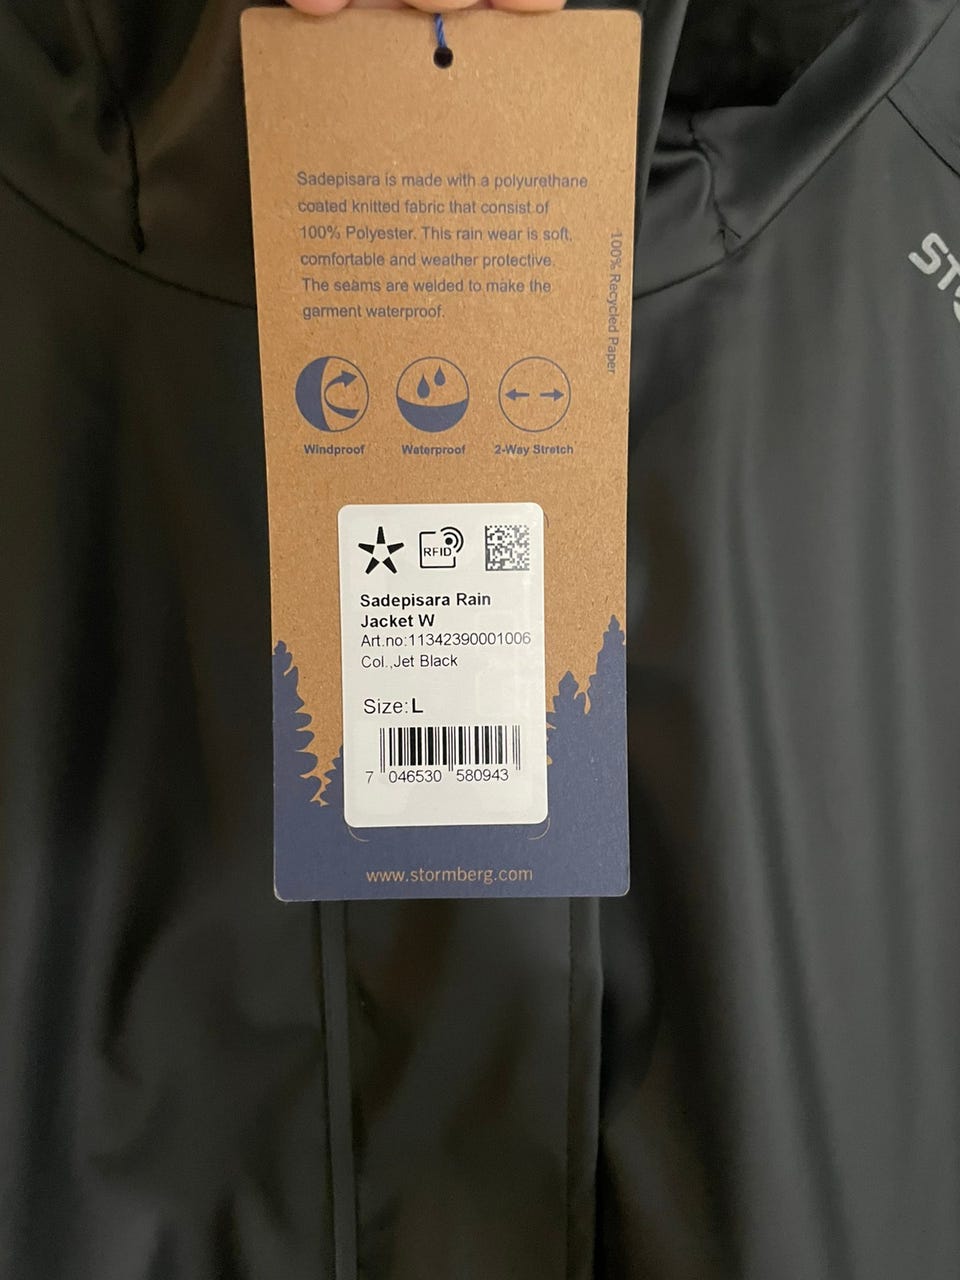 Sadepisara is made with a polyurethane
coated knitted fabric that consist of
100% Polyester. This rain wear is soft,
comfortable and weather protective.
The seams are welded to make the
garment waterproof.
100% Recycled Paper
Windproof
Waterproof
2-Way Stretch
RFID
Sadepisara Rain
Jacket W
Art.no:11342390001006
Col.,Jet Black
Size:L
7 046530 580943
www.stormberg.com